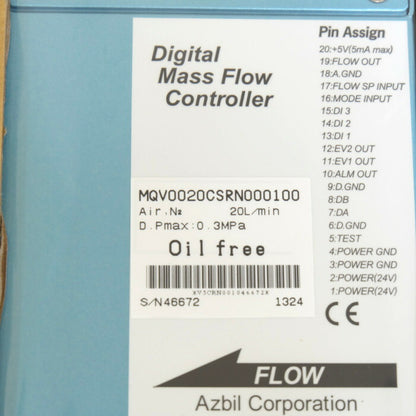 Digital
Mass Flow
Controller
MQV0020CSRN000100
Air,N₂ 20L/min
D.Pmax:0.3MPa
Oil free
S/N46672 1324
Pin Assign
20:+5V(5mA max)
19:FLOW OUT
18:A.GND
17:FLOW SP INPUT
16:MODE INPUT
15:DI 3
14:DI 2
13:DI 1
12:EV2 OUT
11:EV1 OUT
10:ALM OUT
9:D.GND
8:DB
7:DA
6:D.GND
5:TEST
4:POWER GND
3:POWER GND
2:POWER(24V)
1:POWER(24V)
CE
FLOW
Azbil Corporation